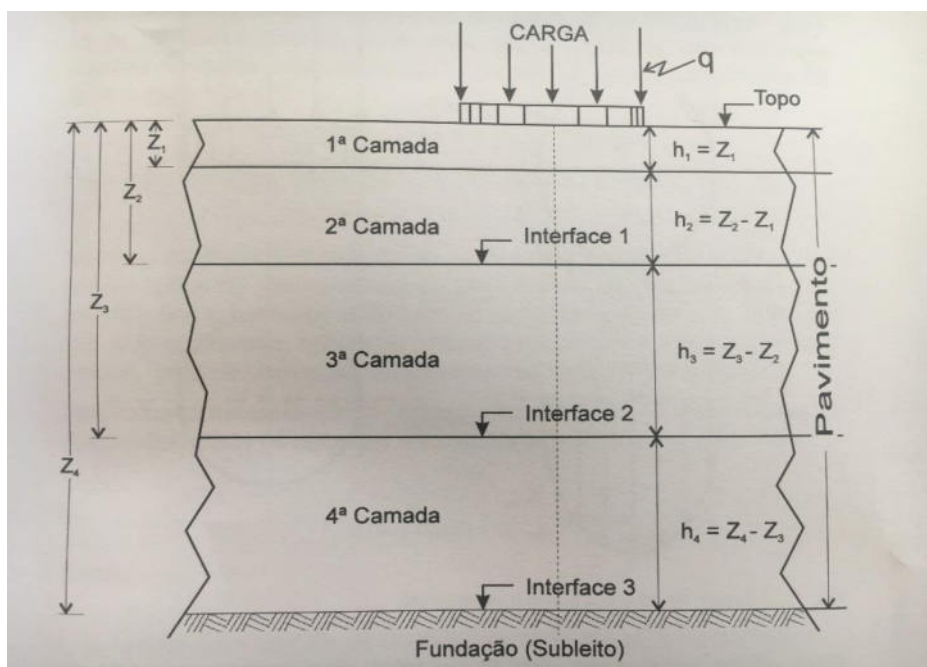 CARGA
q
Topo
Z₁
1ª Camada
h₁ = Z₁
Z₂
2ª Camada
h₂ = Z₂ - Z₁
Interface 1
Z₃
3ª Camada
h₃ = Z₃ - Z₂
Pavimento
Interface 2
Z₄
4ª Camada
h₄ = Z₄ - Z₃
Interface 3
Fundação (Subleito)